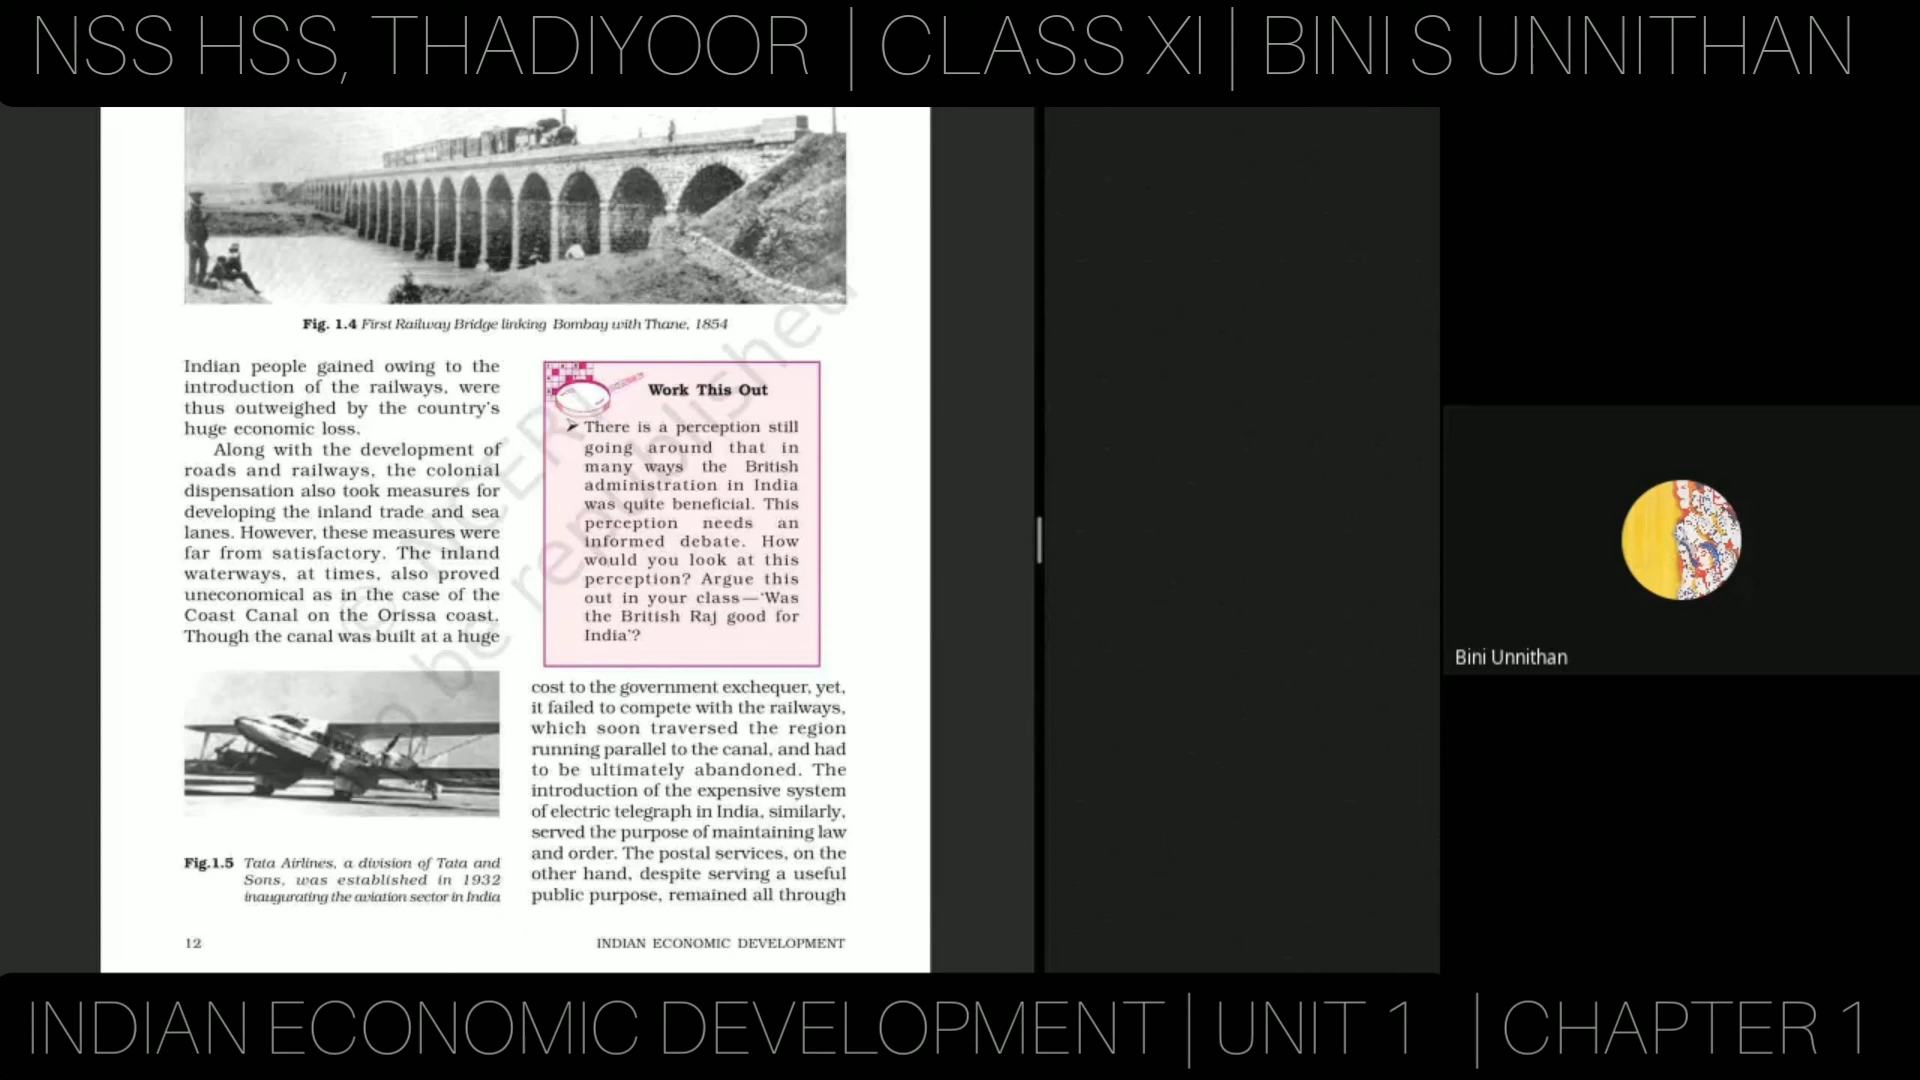 NSS HSS, THADIYOOR | CLASS XI | BINI S UNNITHAN
Fig. 1.4 First Railway Bridge linking Bombay with Thane, 1854
Indian people gained owing to the
introduction of the railways, were
thus outweighed by the country's
huge economic loss.
Along with the development of
roads and railways, the colonial
dispensation also took measures for
developing the inland trade and sea
lanes. However, these measures were
far from satisfactory. The inland
waterways, at times, also proved
uneconomical as in the case of the
Coast Canal on the Orissa coast.
Though the canal was built at a huge
Fig.1.5 Tata Airlines, a division of Tata and
Sons, was established in 1932
inaugurating the aviation sector in India
Work This Out
➤ There is a perception still
going around that in
many ways the British
administration in India
was quite beneficial. This
perception needs an
informed debate. How
would you look at this
perception? Argue this
out in your class—'Was
the British Raj good for
India'?
cost to the government exchequer, yet,
it failed to compete with the railways,
which soon traversed the region
running parallel to the canal, and had
to be ultimately abandoned. The
introduction of the expensive system
of electric telegraph in India, similarly,
served the purpose of maintaining law
and order. The postal services, on the
other hand, despite serving a useful
public purpose, remained all through
12
INDIAN ECONOMIC DEVELOPMENT
© NCERT
be republished
Bini Unnithan
INDIAN ECONOMIC DEVELOPMENT | UNIT 1 | CHAPTER 1